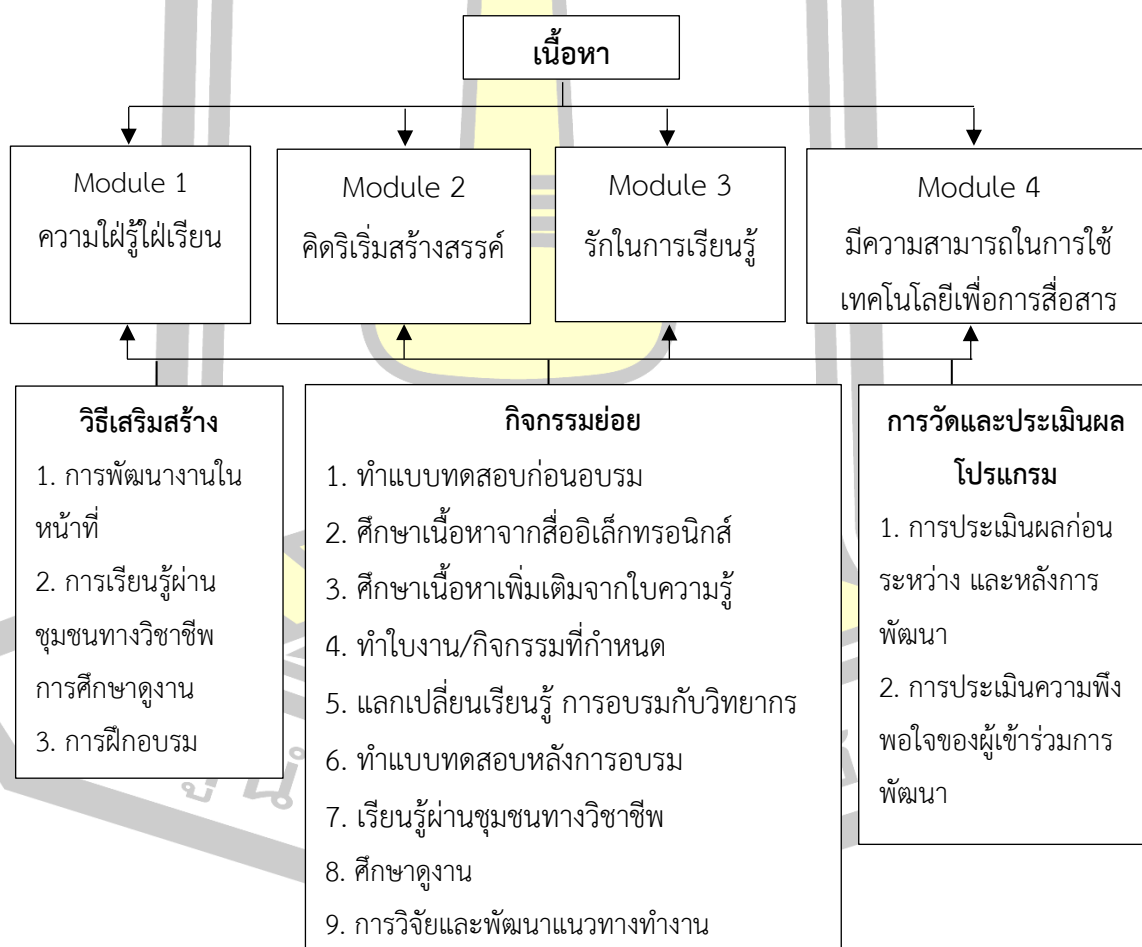 เนื้อหา
Module 1
ความใฝ่รู้ใฝ่เรียน
Module 2
คิดริเริ่มสร้างสรรค์
Module 3
รักในการเรียนรู้
Module 4
มีความสามารถในการใช้
เทคโนโลยีเพื่อการสื่อสาร
วิธีเสริมสร้าง
1. การพัฒนางานใน
หน้าที่
2. การเรียนรู้ผ่าน
ชุมชนทางวิชาชีพ
การศึกษาดูงาน
3. การฝึกอบรม
กิจกรรมย่อย
1. ทำแบบทดสอบก่อนอบรม
2. ศึกษาเนื้อหาจากสื่ออิเล็กทรอนิกส์
3. ศึกษาเนื้อหาเพิ่มเติมจากใบความรู้
4. ทำใบงาน/กิจกรรมที่กำหนด
5. แลกเปลี่ยนเรียนรู้ การอบรมกับวิทยากร
6. ทำแบบทดสอบหลังการอบรม
7. เรียนรู้ผ่านชุมชนทางวิชาชีพ
8. ศึกษาดูงาน
9. การวิจัยและพัฒนาแนวทางทำงาน
การวัดและประเมินผล
โปรแกรม
1. การประเมินผลก่อน
ระหว่าง และหลังการ
พัฒนา
2. การประเมินความพึง
พอใจของผู้เข้าร่วมการ
พัฒนา